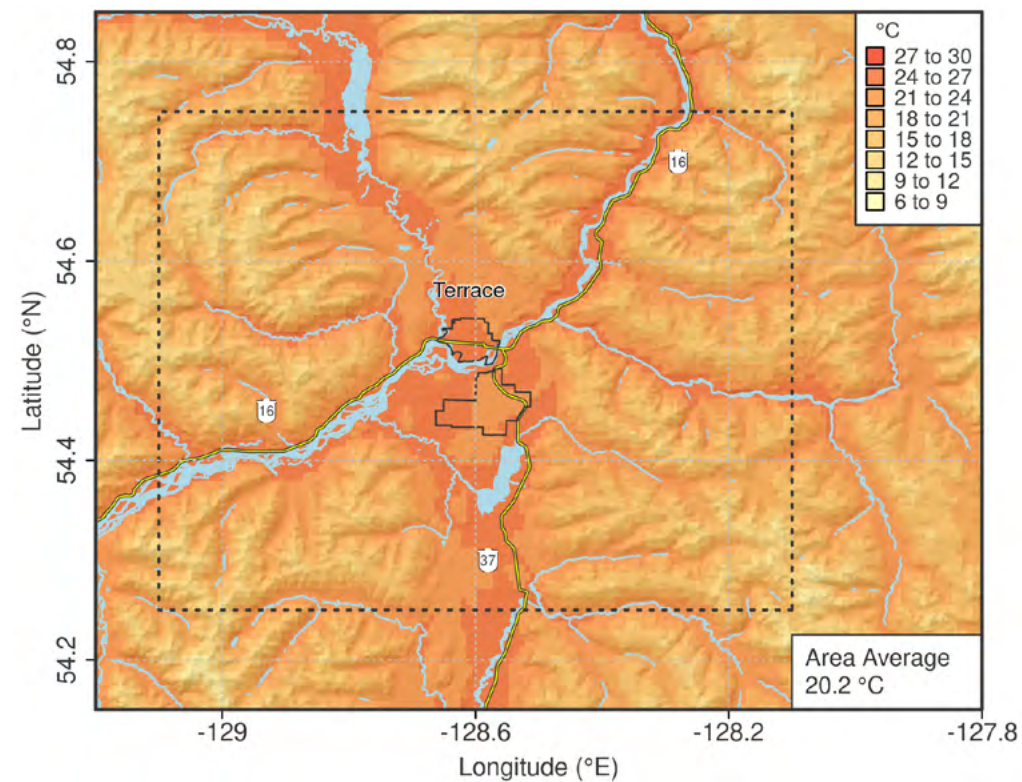 °C
27 to 30
24 to 27
21 to 24
18 to 21
15 to 18
12 to 15
9 to 12
6 to 9
54.8
54.6
54.4
54.2
Latitude (°N)
16
Terrace
16
37
Area Average
20.2 °C
-129
-128.6
-128.2
-127.8
Longitude (°E)